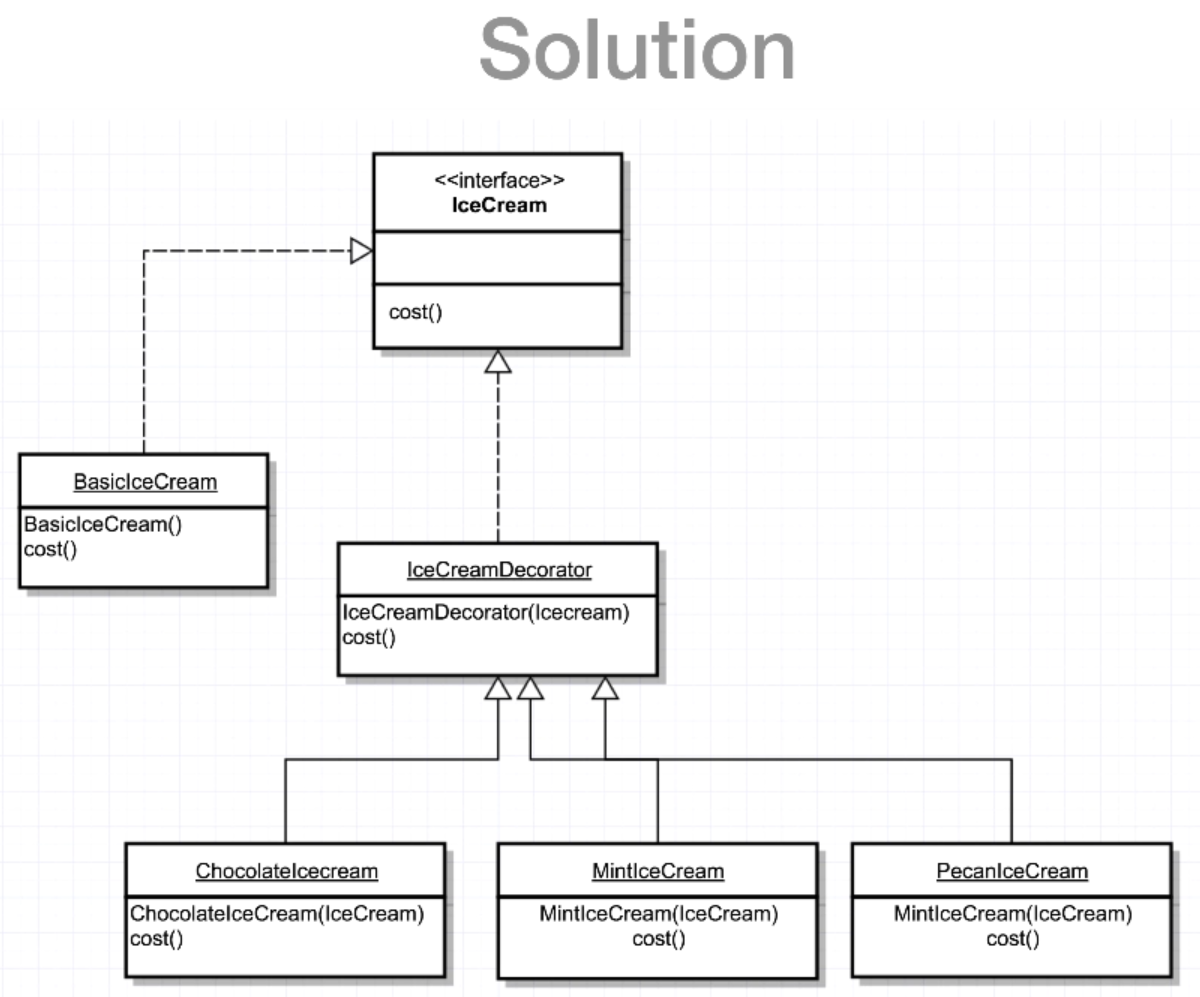 Solution
<<interface>>
IceCream
cost()
BasicIceCream
BasicIceCream()
cost()
IceCreamDecorator
IceCreamDecorator(Icecream)
cost()
ChocolateIcecream
ChocolateIceCream(IceCream)
cost()
MintIceCream
MintIceCream(IceCream)
cost()
PecanIceCream
MintIceCream(IceCream)
cost()